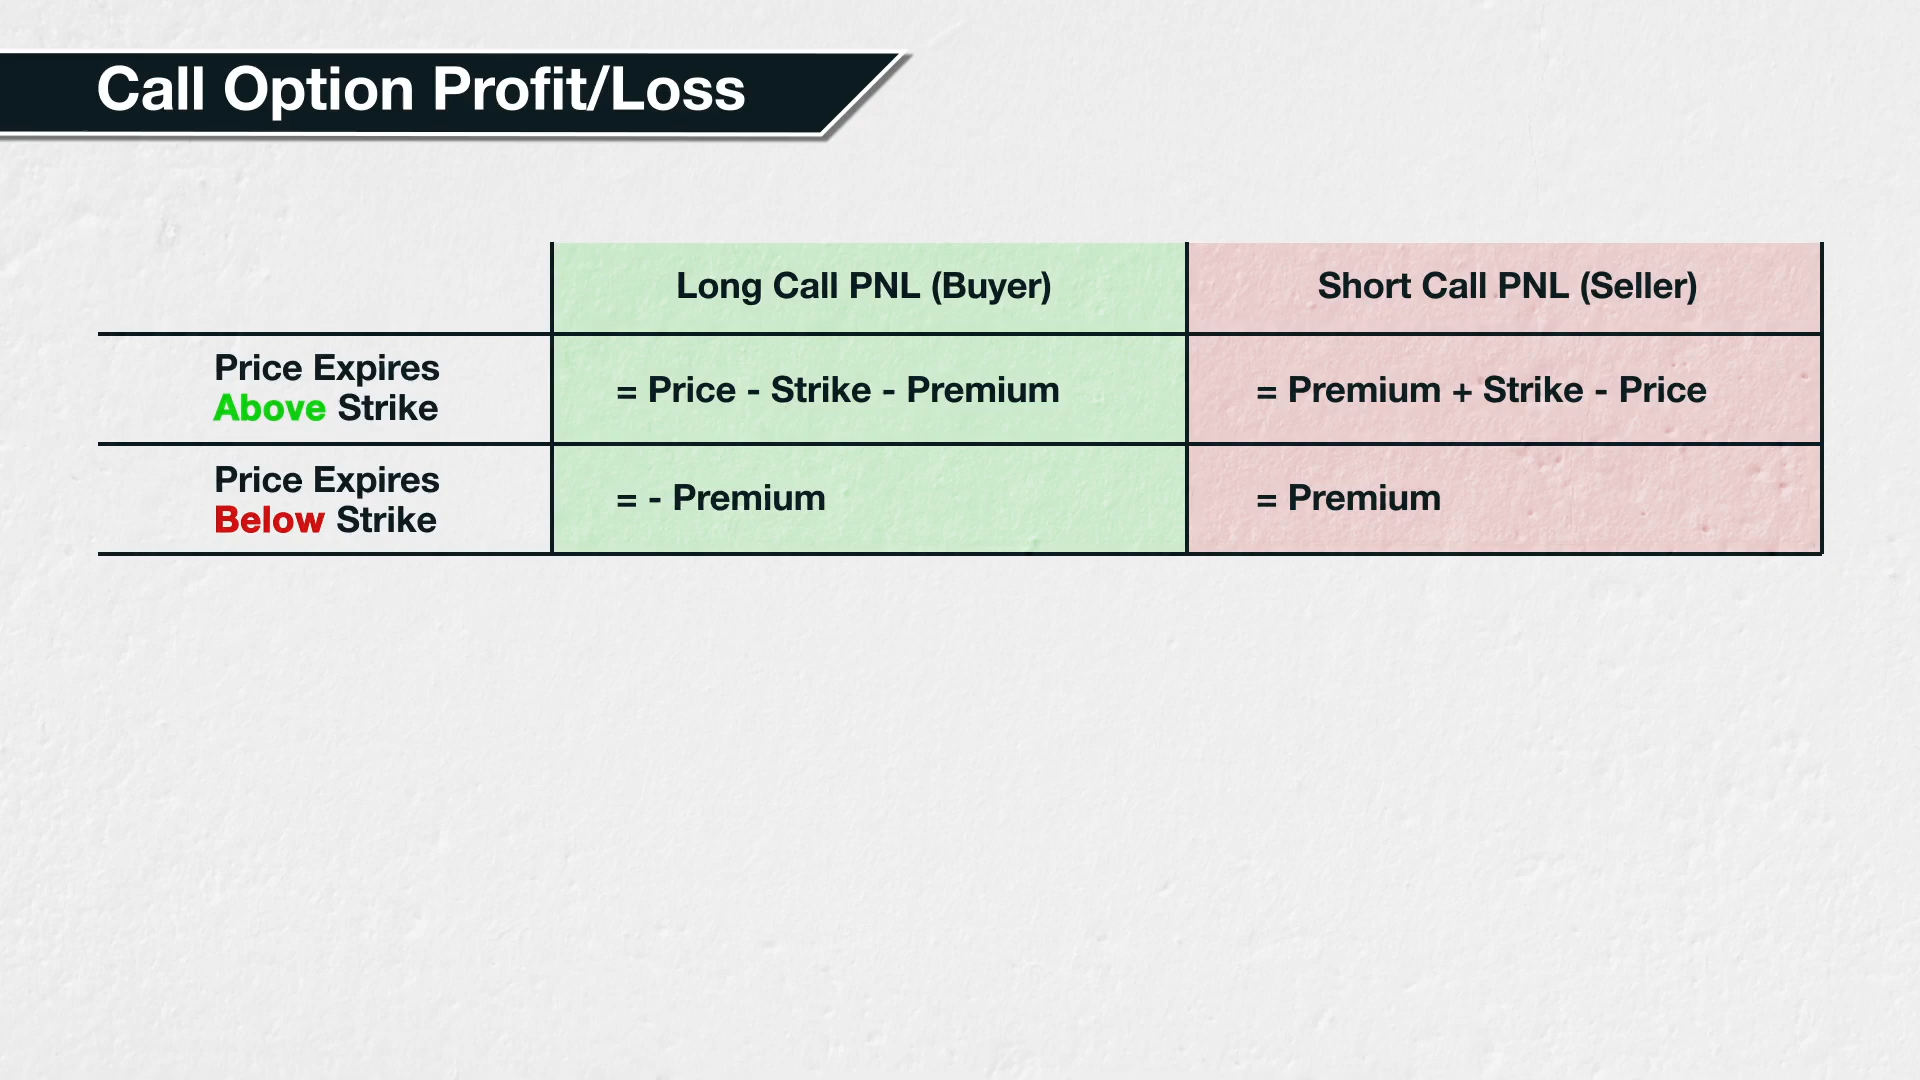 Call Option Profit/Loss
Long Call PNL (Buyer)
Short Call PNL (Seller)
Price Expires
Above Strike
= Price - Strike - Premium
= Premium + Strike - Price
Price Expires
Below Strike
= - Premium
= Premium